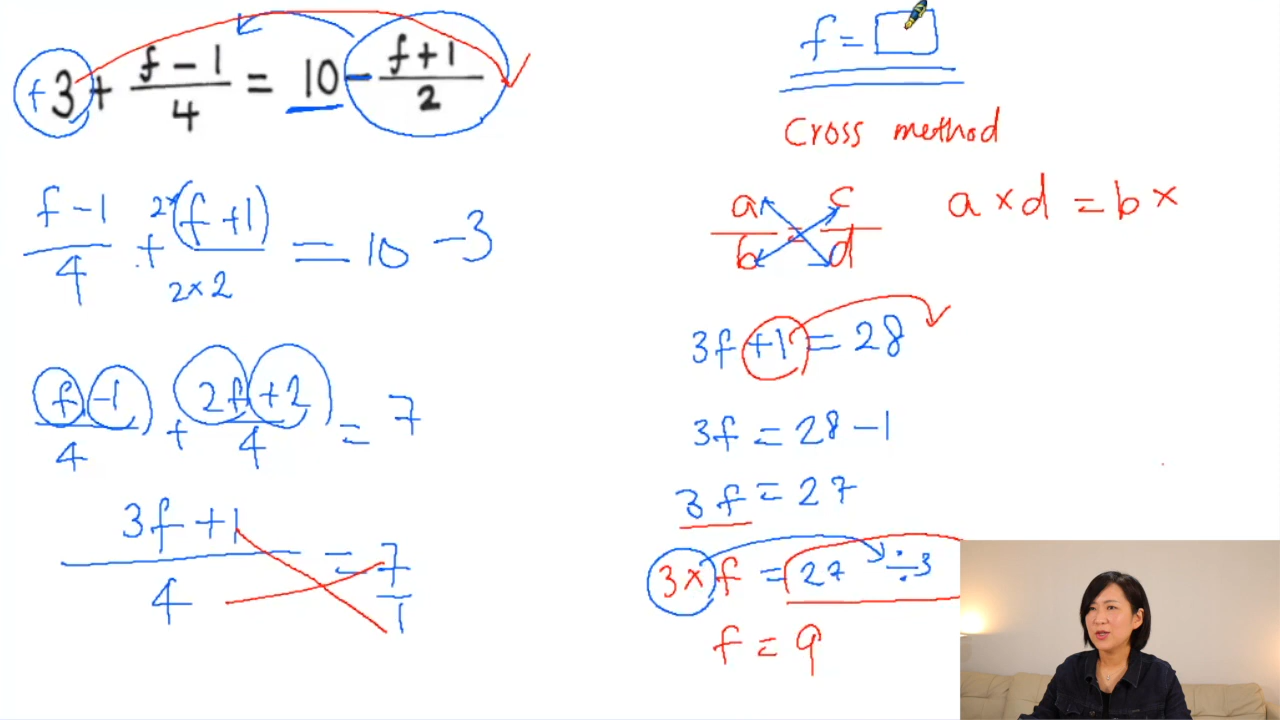 +3 + (f - 1)/4 = 10 - (f + 1)/2
(f - 1)/4 + 2×(f + 1)/(2×2) = 10 - 3
(f - 1)/4 + (2f + 2)/4 = 7
(3f + 1)/4 = 7/1
f =
Cross method
a/b = c/d
a × d = b ×
3f + 1 = 28
3f = 28 - 1
3f = 27
3 × f = 27 ÷ 3
f = 9